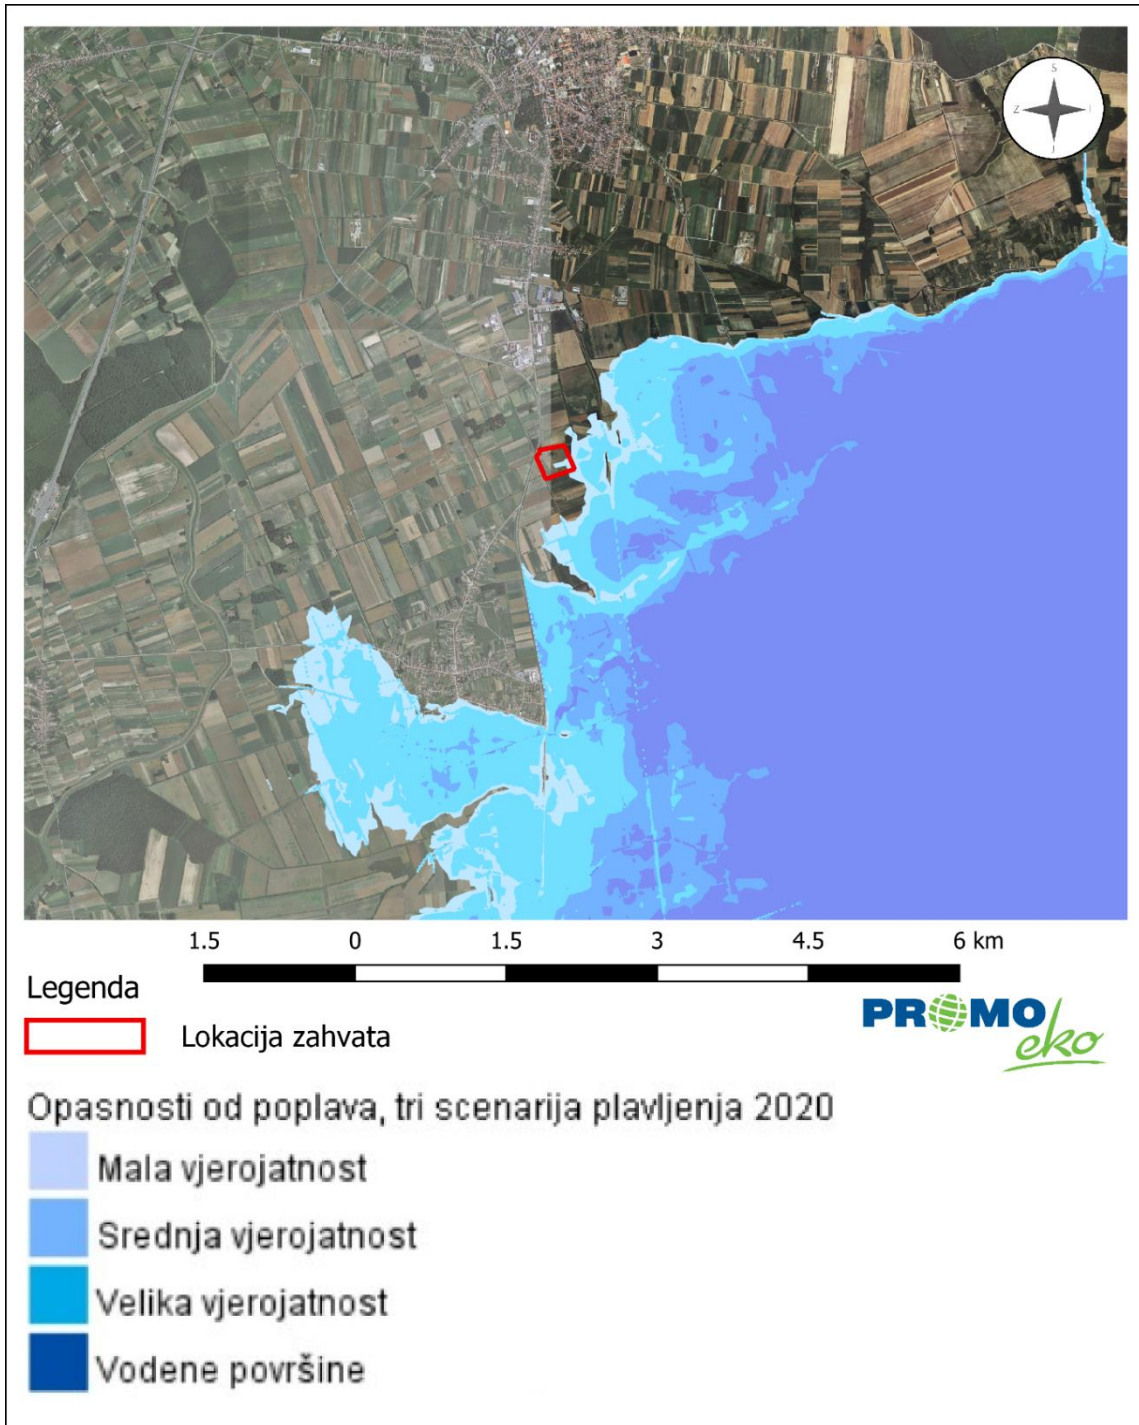 S
Z I
J
1.5 0 1.5 3 4.5 6 km
Legenda
Lokacija zahvata
PROMO
eko
Opasnosti od poplava, tri scenarija plavljenja 2020
Mala vjerojatnost
Srednja vjerojatnost
Velika vjerojatnost
Vodene površine